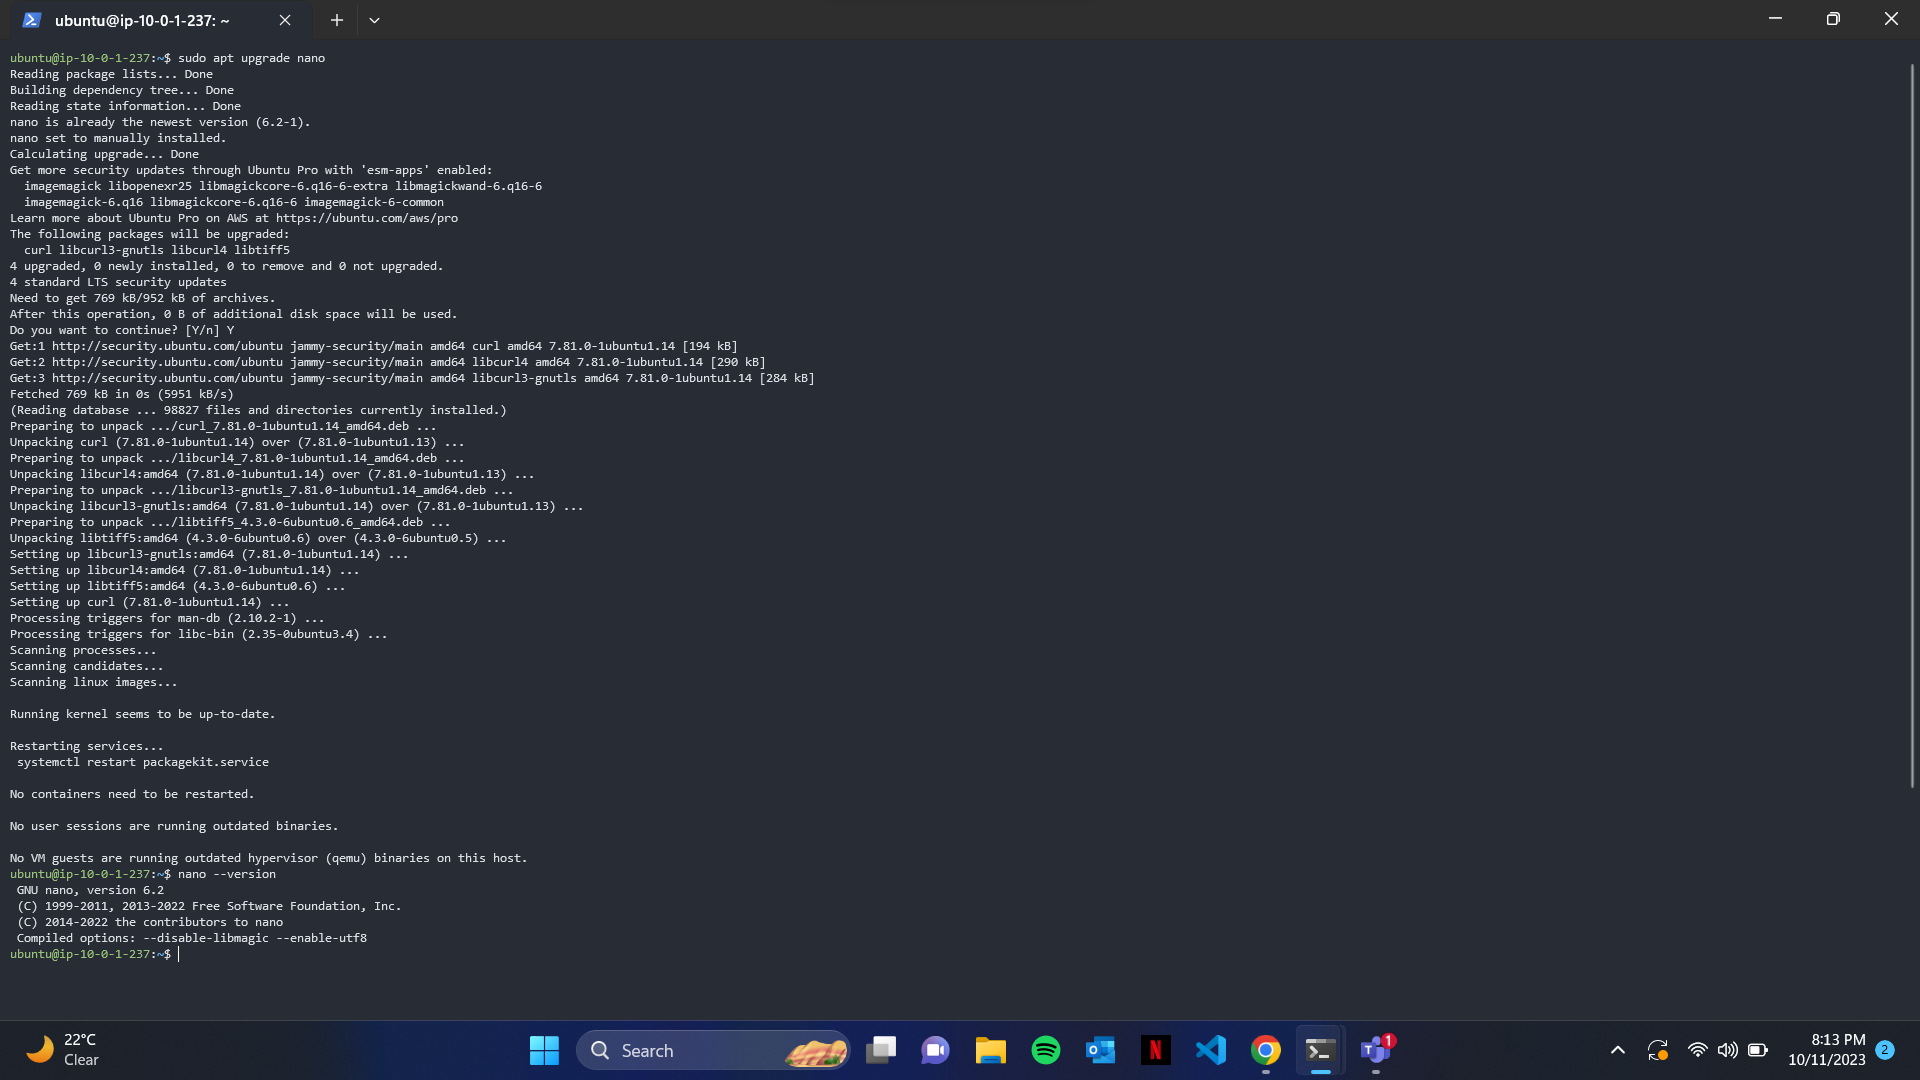 ubuntu@ip-10-0-1-237: ~
ubuntu@ip-10-0-1-237:~$ sudo apt upgrade nano
Reading package lists... Done
Building dependency tree... Done
Reading state information... Done
nano is already the newest version (6.2-1).
nano set to manually installed.
Calculating upgrade... Done
Get more security updates through Ubuntu Pro with 'esm-apps' enabled:
  imagemagick libopenexr25 libmagickcore-6.q16-6-extra libmagickwand-6.q16-6
  imagemagick-6.q16 libmagickcore-6.q16-6 imagemagick-6-common
Learn more about Ubuntu Pro on AWS at https://ubuntu.com/aws/pro
The following packages will be upgraded:
  curl libcurl3-gnutls libcurl4 libtiff5
4 upgraded, 0 newly installed, 0 to remove and 0 not upgraded.
4 standard LTS security updates
Need to get 769 kB/952 kB of archives.
After this operation, 0 B of additional disk space will be used.
Do you want to continue? [Y/n] Y
Get:1 http://security.ubuntu.com/ubuntu jammy-security/main amd64 curl amd64 7.81.0-1ubuntu1.14 [194 kB]
Get:2 http://security.ubuntu.com/ubuntu jammy-security/main amd64 libcurl4 amd64 7.81.0-1ubuntu1.14 [290 kB]
Get:3 http://security.ubuntu.com/ubuntu jammy-security/main amd64 libcurl3-gnutls amd64 7.81.0-1ubuntu1.14 [284 kB]
Fetched 769 kB in 0s (5951 kB/s)
(Reading database ... 98827 files and directories currently installed.)
Preparing to unpack .../curl_7.81.0-1ubuntu1.14_amd64.deb ...
Unpacking curl (7.81.0-1ubuntu1.14) over (7.81.0-1ubuntu1.13) ...
Preparing to unpack .../libcurl4_7.81.0-1ubuntu1.14_amd64.deb ...
Unpacking libcurl4:amd64 (7.81.0-1ubuntu1.14) over (7.81.0-1ubuntu1.13) ...
Preparing to unpack .../libcurl3-gnutls_7.81.0-1ubuntu1.14_amd64.deb ...
Unpacking libcurl3-gnutls:amd64 (7.81.0-1ubuntu1.14) over (7.81.0-1ubuntu1.13) ...
Preparing to unpack .../libtiff5_4.3.0-6ubuntu0.6_amd64.deb ...
Unpacking libtiff5:amd64 (4.3.0-6ubuntu0.6) over (4.3.0-6ubuntu0.5) ...
Setting up libcurl3-gnutls:amd64 (7.81.0-1ubuntu1.14) ...
Setting up libcurl4:amd64 (7.81.0-1ubuntu1.14) ...
Setting up libtiff5:amd64 (4.3.0-6ubuntu0.6) ...
Setting up curl (7.81.0-1ubuntu1.14) ...
Processing triggers for man-db (2.10.2-1) ...
Processing triggers for libc-bin (2.35-0ubuntu3.4) ...
Scanning processes...
Scanning candidates...
Scanning linux images...
Running kernel seems to be up-to-date.
Restarting services...
 systemctl restart packagekit.service
No containers need to be restarted.
No user sessions are running outdated binaries.
No VM guests are running outdated hypervisor (qemu) binaries on this host.
ubuntu@ip-10-0-1-237:~$ nano --version
 GNU nano, version 6.2
 (C) 1999-2011, 2013-2022 Free Software Foundation, Inc.
 (C) 2014-2022 the contributors to nano
 Compiled options: --disable-libmagic --enable-utf8
ubuntu@ip-10-0-1-237:~$
22°C
Clear
Search
1
8:13 PM
10/11/2023
2